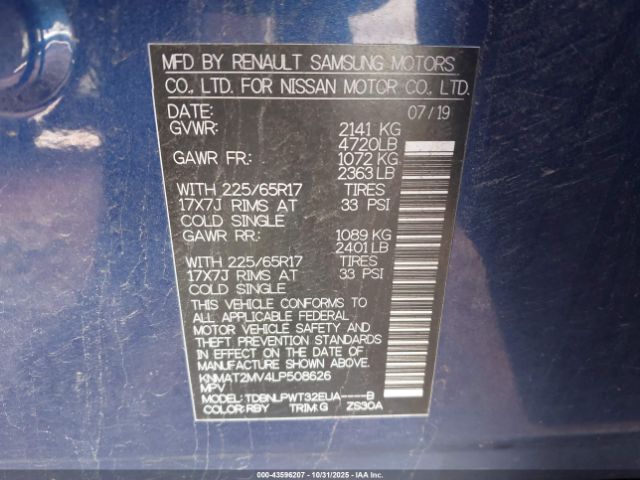 MFD BY RENAULT SAMSUNG MOTORS
CO., LTD. FOR NISSAN MOTOR CO., LTD.
DATE: 07/19
GVWR: 2141 KG
4720LB
GAWR FR: 1072 KG
2363 LB
WITH 225/65R17 TIRES
17X7J RIMS AT 33 PSI
COLD SINGLE
GAWR RR: 1089 KG
2401 LB
WITH 225/65R17 TIRES
17X7J RIMS AT 33 PSI
COLD SINGLE
THIS VEHICLE CONFORMS TO
ALL APPLICABLE FEDERAL
MOTOR VEHICLE SAFETY AND
THEFT PREVENTION STANDARDS
IN EFFECT ON THE DATE OF
MANUFACTURE SHOWN ABOVE.
KNMAT2MV4LP508626
MPV
MODEL: TDBNLPWT32EUA----B
COLOR: RBY TRIM: G ZS30A
000-43596207 - 10/31/2025 - IAAI.COM